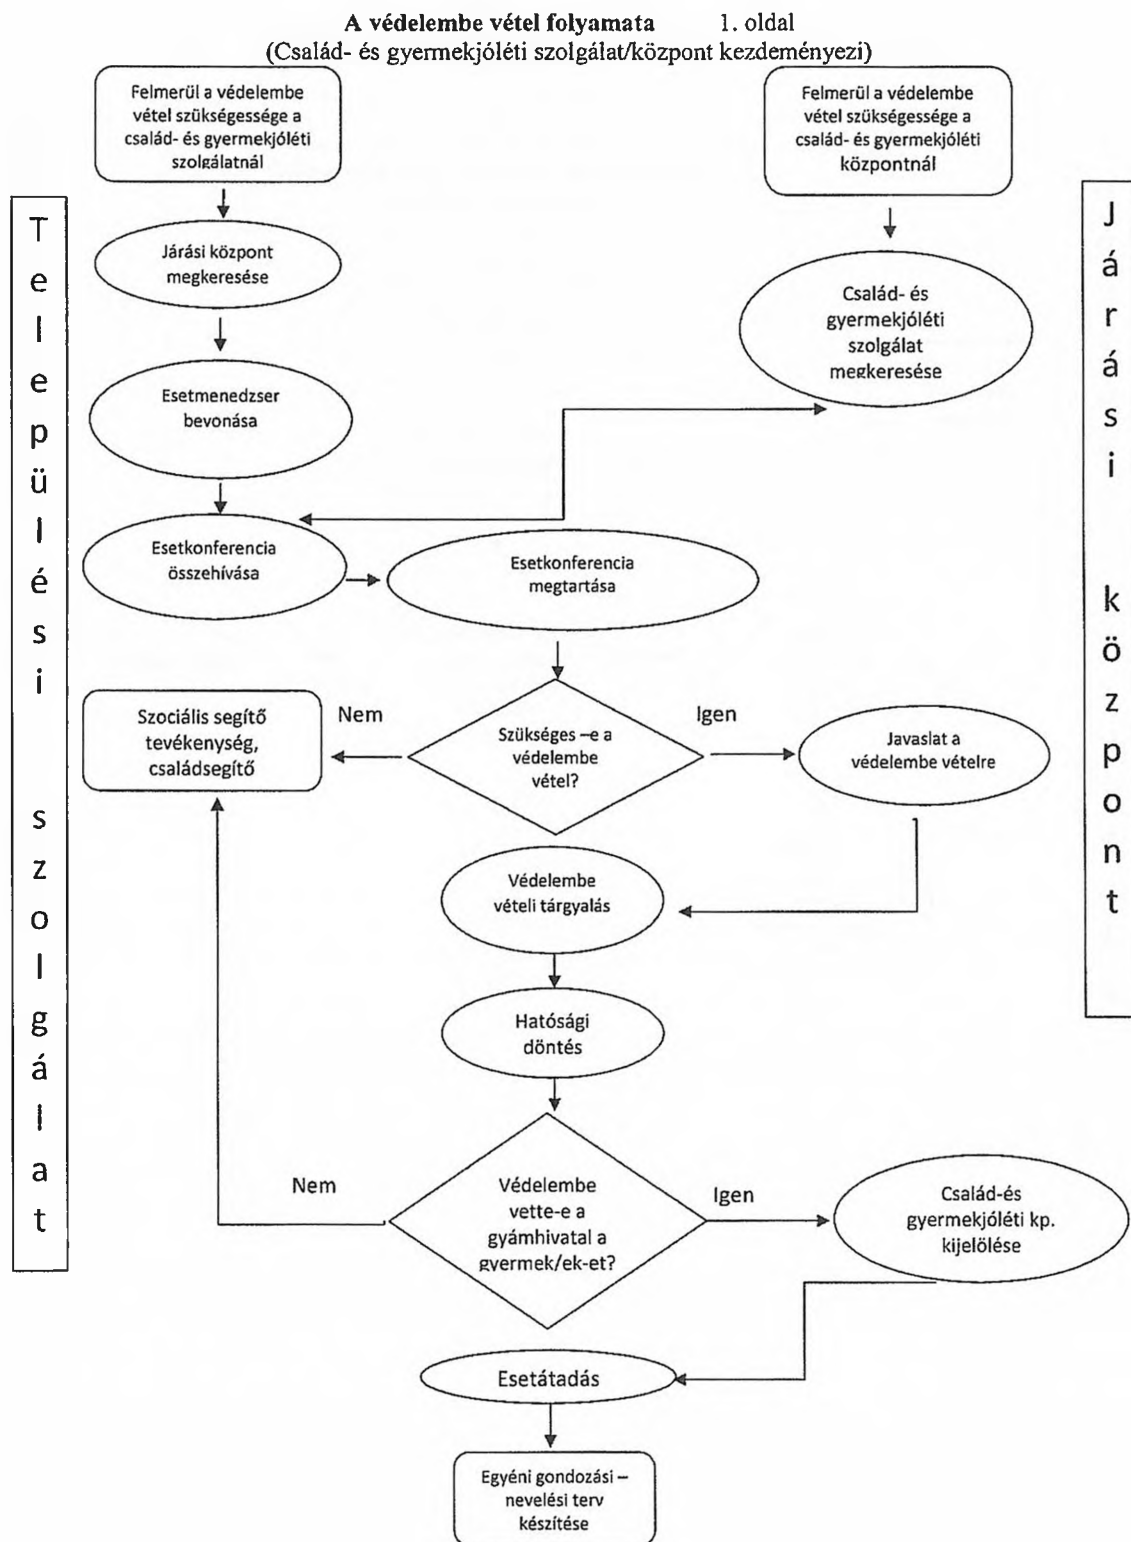 A védelembe vétel folyamata 1. oldal
(Család- és gyermekjóléti szolgálat/központ kezdeményezi)
Felmerül a védelembe
vétel szükségessége a
család- és gyermekjóléti
szolgálatnál
Felmerül a védelembe
vétel szükségessége a
család- és gyermekjóléti
központnál
Települési szolgálat
Járási központ
Járási központ
megkeresése
Család- és
gyermekjóléti
szolgálat
megkeresése
Esetmenedzser
bevonása
Esetkonferencia
összehívása
Esetkonferencia
megtartása
Szociális segítő
tevékenység,
családsegítő
Nem
Szükséges –e a
védelembe
vétel?
Igen
Javaslat a
védelembe vételre
Védelembe
vételi tárgyalás
Hatósági
döntés
Nem
Védelembe
vette-e a
gyámhivatal a
gyermek/ek-et?
Igen
Család-és
gyermekjóléti kp.
kijelölése
Esetátadás
Egyéni gondozási –
nevelési terv
készítése